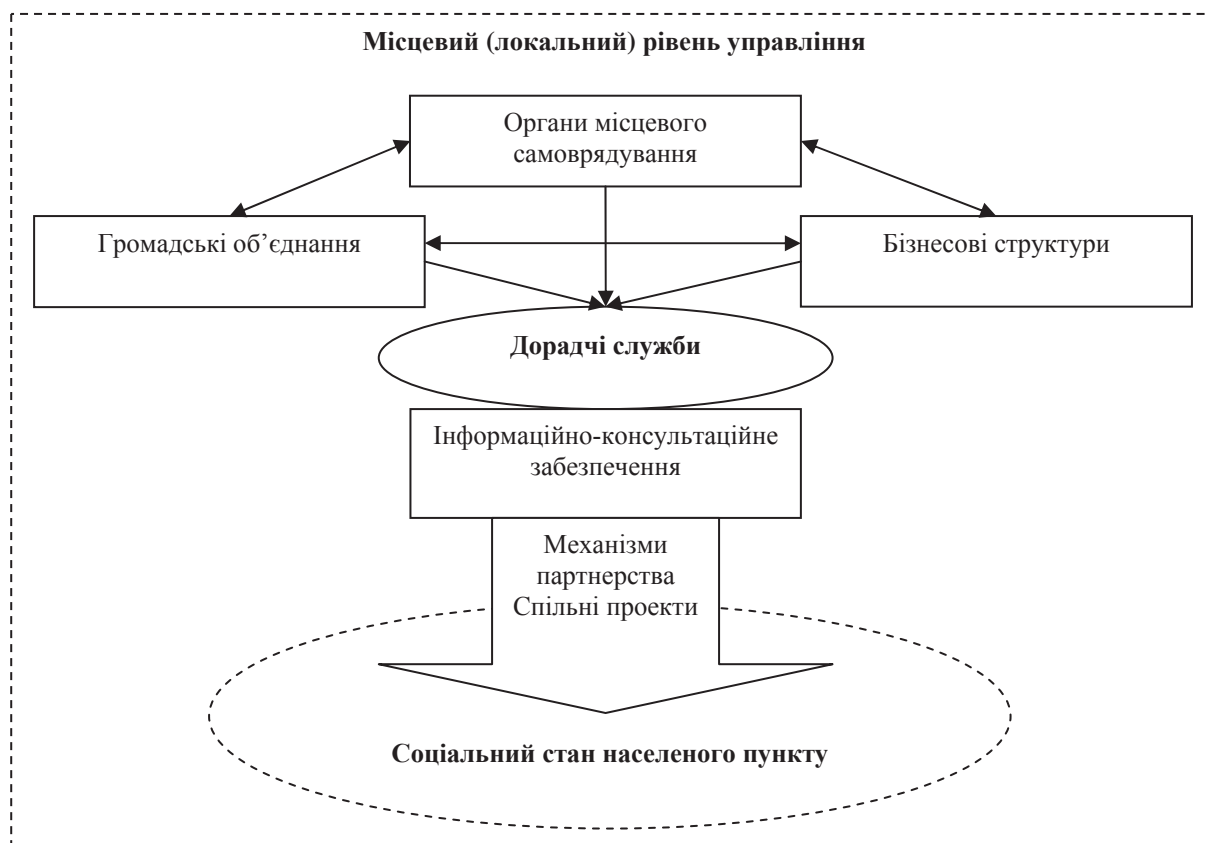 Місцевий (локальний) рівень управління
Органи місцевого
самоврядування
Громадські об’єднання
Бізнесові структури
Дорадчі служби
Інформаційно-консультаційне
забезпечення
Механізми
партнерства
Спільні проекти
Соціальний стан населеного пункту